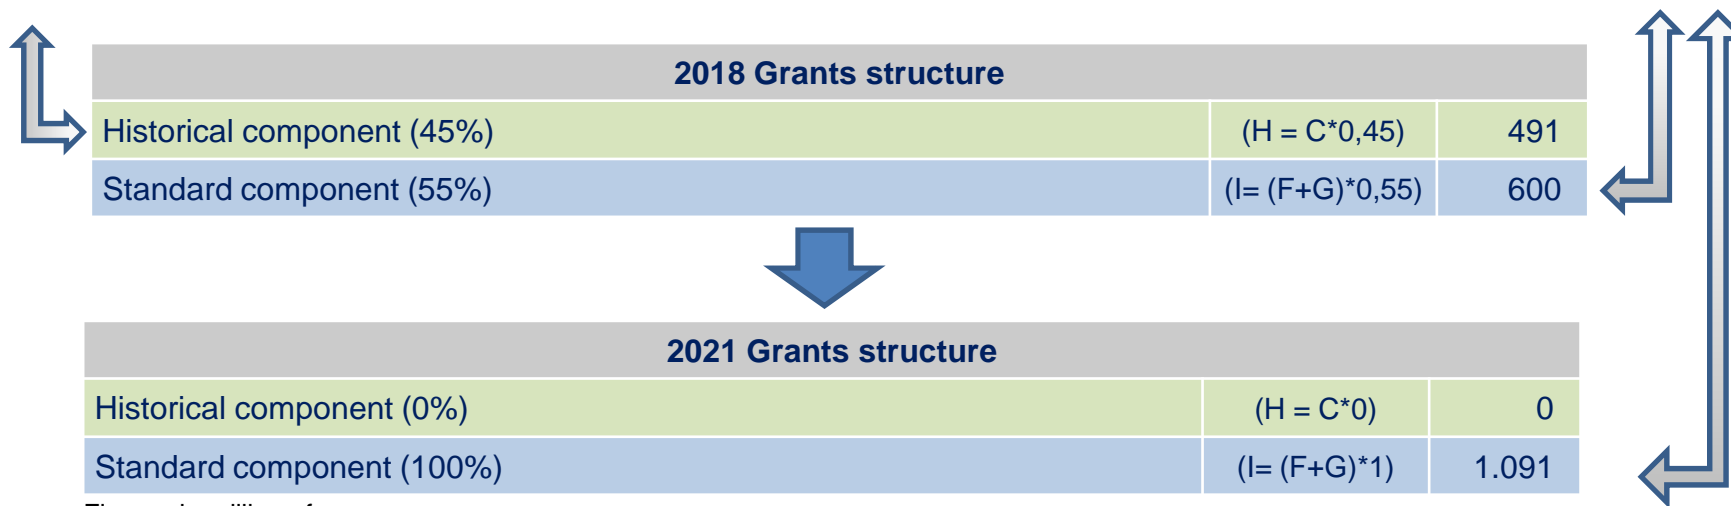 2018 Grants structure
Historical component (45%) (H = C*0,45) 491
Standard component (55%) (I= (F+G)*0,55) 600
2021 Grants structure
Historical component (0%) (H = C*0) 0
Standard component (100%) (I= (F+G)*1) 1.091